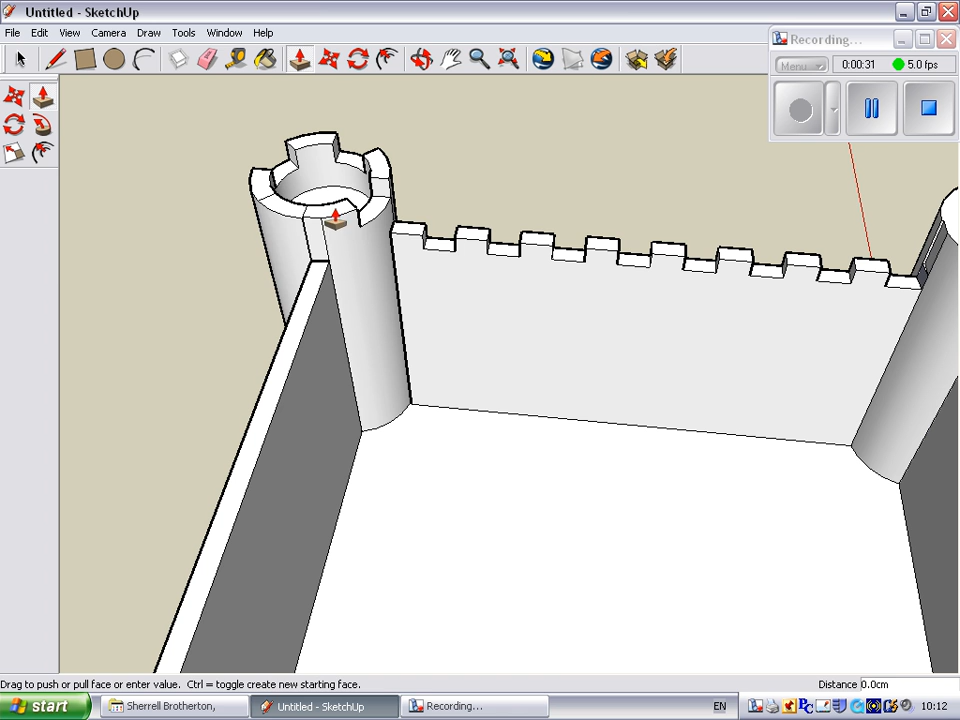 Untitled - SketchUp
File Edit View Camera Draw Tools Window Help
Recording...
Menu 0:00:31 5.0 fps
Drag to push or pull face or enter value. Ctrl = toggle create new starting face. Distance 0.0cm
start Sherrell Brotherton, Untitled - SketchUp Recording... EN 10:12